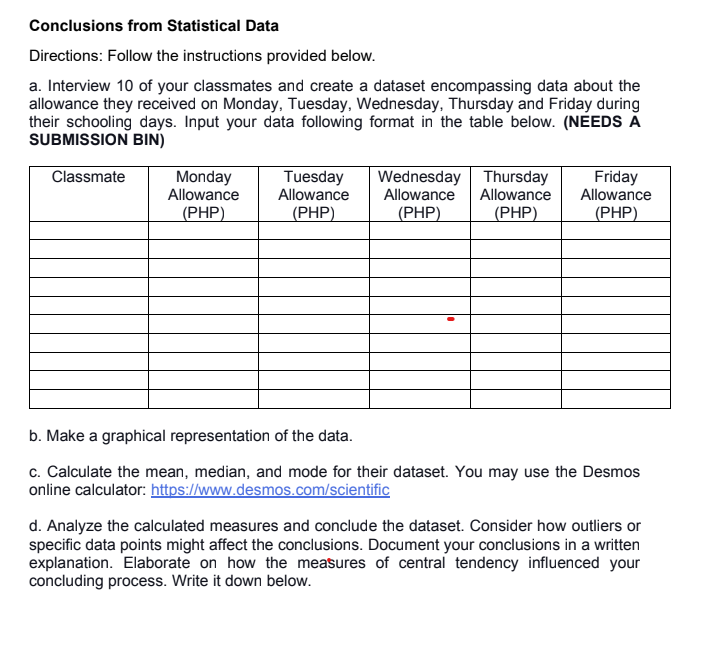 Conclusions from Statistical Data
Directions: Follow the instructions provided below.
a. Interview 10 of your classmates and create a dataset encompassing data about the
allowance they received on Monday, Tuesday, Wednesday, Thursday and Friday during
their schooling days. Input your data following format in the table below. (NEEDS A
SUBMISSION BIN)
Classmate Monday Tuesday Wednesday Thursday Friday
Allowance Allowance Allowance Allowance Allowance
(PHP) (PHP) (PHP) (PHP) (PHP)
b. Make a graphical representation of the data.
c. Calculate the mean, median, and mode for their dataset. You may use the Desmos
online calculator: https://www.desmos.com/scientific
d. Analyze the calculated measures and conclude the dataset. Consider how outliers or
specific data points might affect the conclusions. Document your conclusions in a written
explanation. Elaborate on how the measures of central tendency influenced your
concluding process. Write it down below.